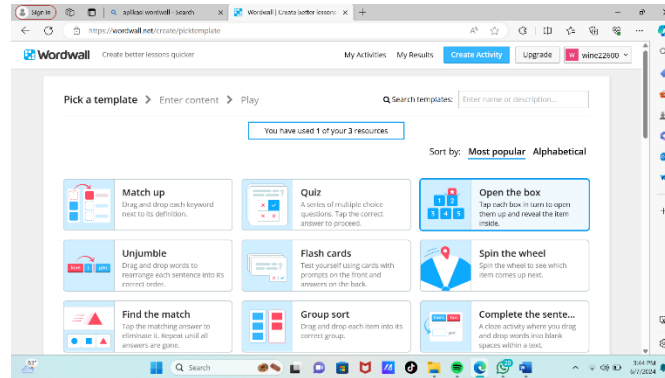 Sign in
aplikasi wordwall - Search
Wordwall | Create better lessons
https://wordwall.net/create/picktemplate
Wordwall Create better lessons quicker My Activities My Results Create Activity Upgrade w wine22600
Pick a template > Enter content > Play Search templates: Enter name or description...
You have used 1 of your 3 resources
Sort by: Most popular Alphabetical
Match up
Drag and drop each keyword
next to its definition.
Quiz
A series of multiple choice
questions. Tap the correct
answer to proceed.
1 2
3 4 5
Open the box
Tap each box in turn to open
them up and reveal the item
inside.
Unjumble
Drag and drop words to
rearrange each sentence into its
correct order.
Flash cards
Test yourself using cards with
prompts on the front and
answers on the back.
Spin the wheel
Spin the wheel to see which
item comes up next.
Find the match
Tap the matching answer to
eliminate it. Repeat until all
answers are gone.
Group sort
Drag and drop each item into its
correct group.
Complete the sente...
A cloze activity where you drag
and drop words into blank
spaces within a text.
83°
Search
3:44 PM
6/7/2024